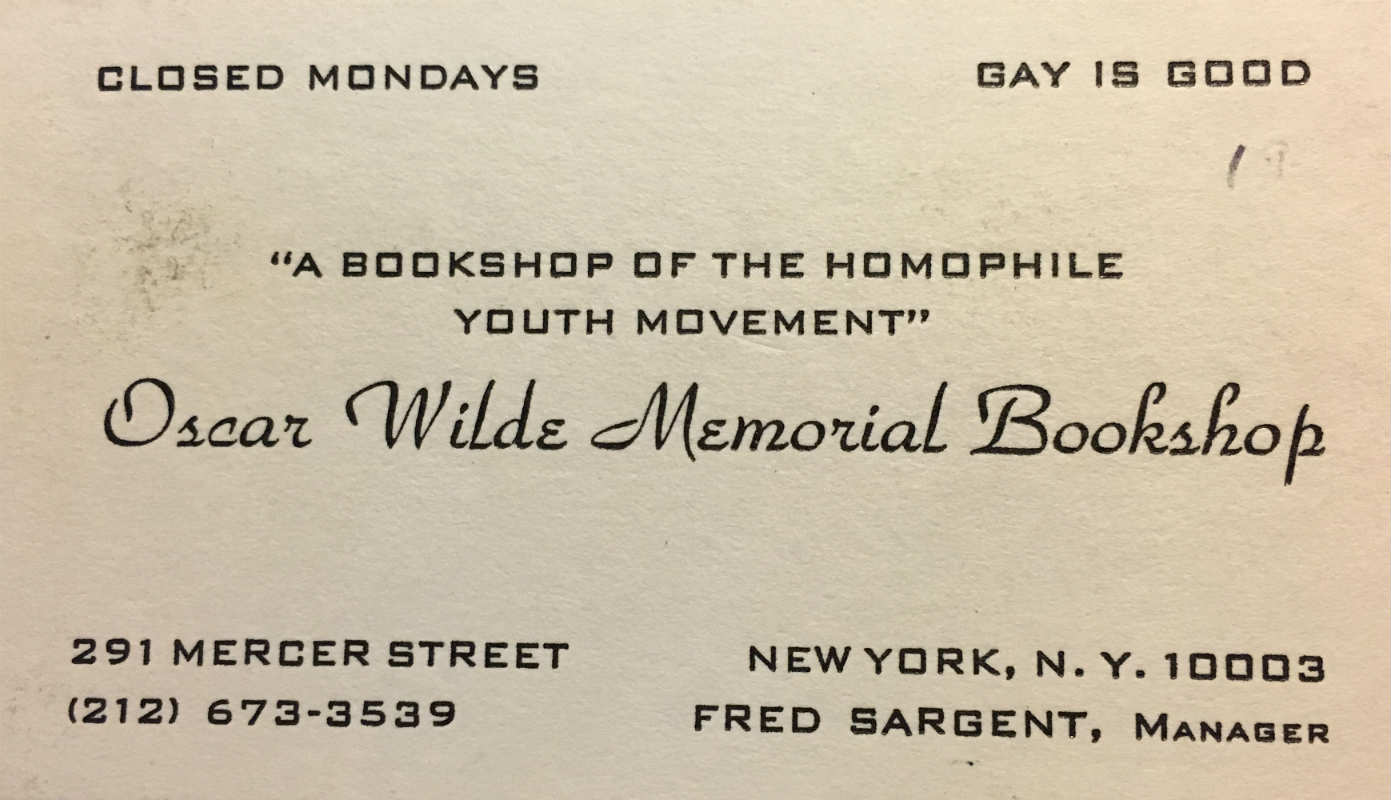 CLOSED MONDAYS GAY IS GOOD
“A BOOKSHOP OF THE HOMOPHILE
YOUTH MOVEMENT”
Oscar Wilde Memorial Bookshop
291 MERCER STREET NEW YORK, N. Y. 10003
(212) 673-3539 FRED SARGENT, MANAGER